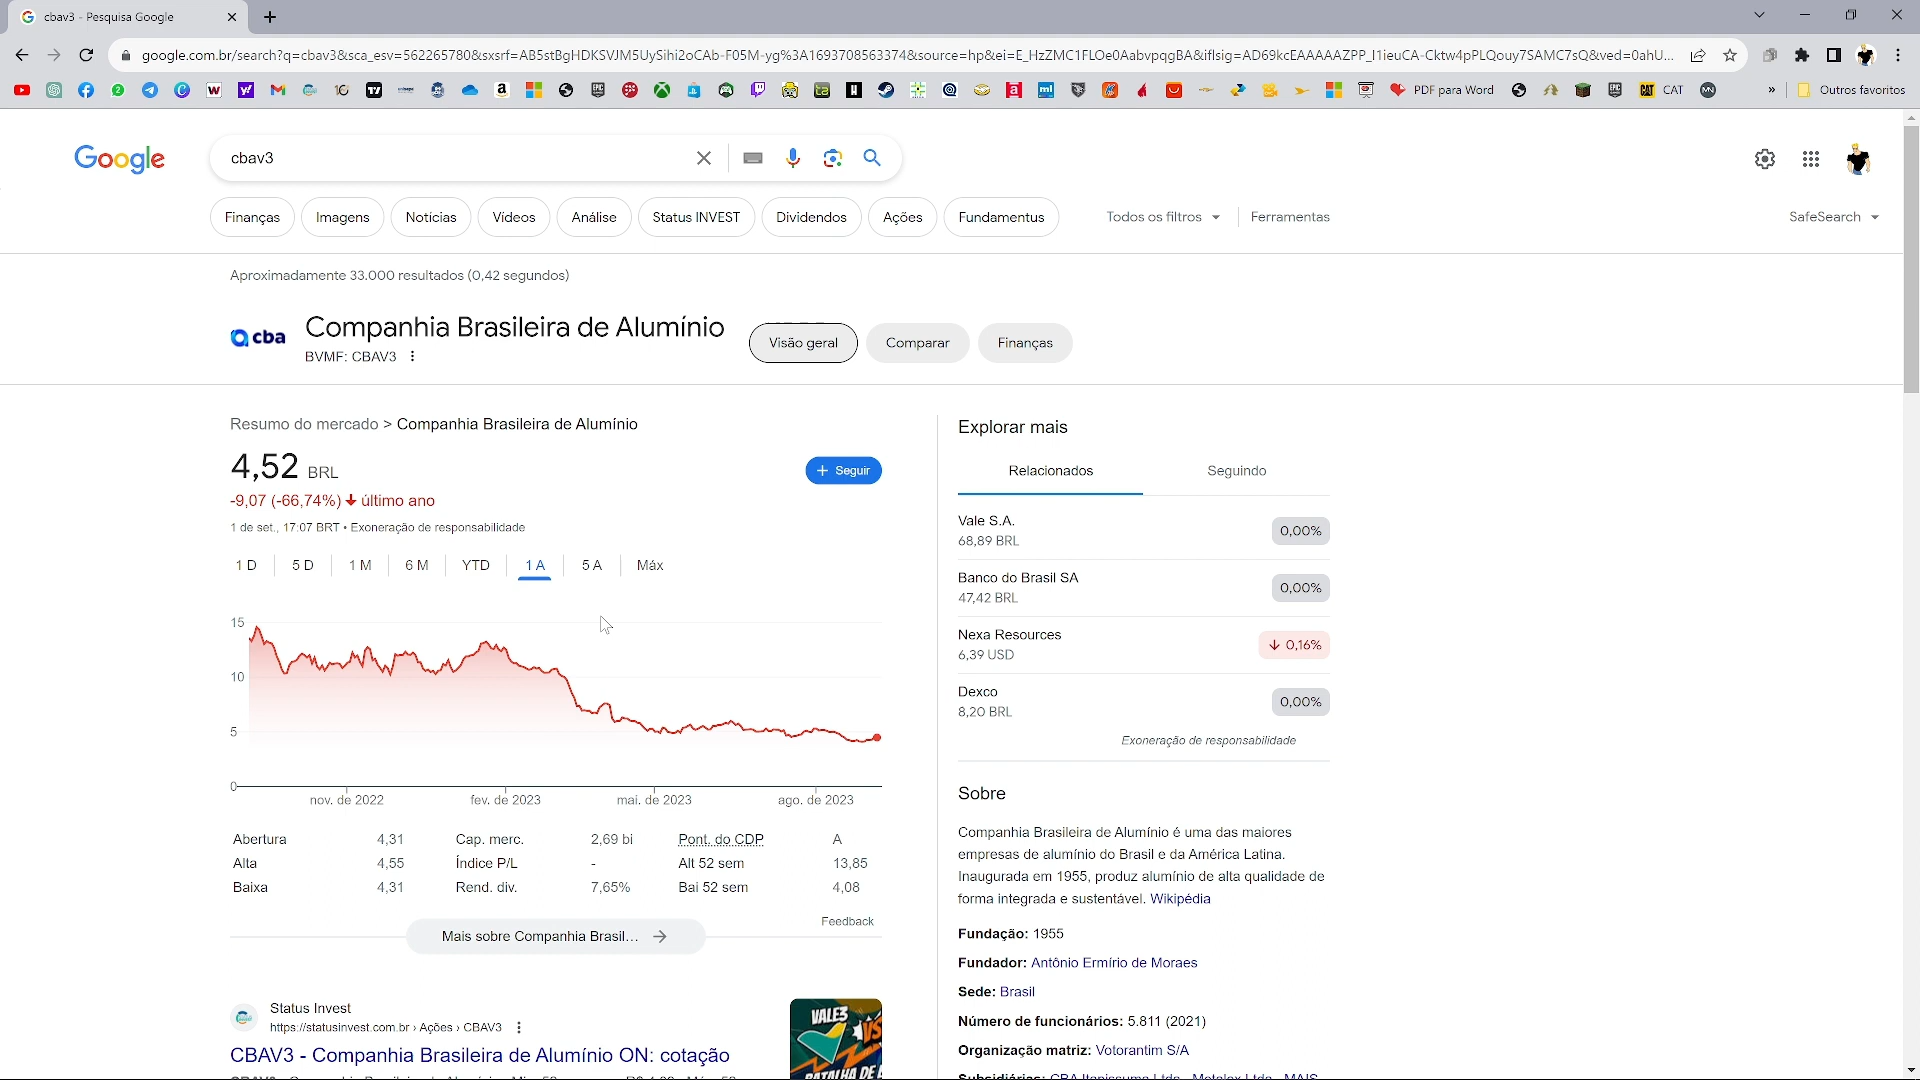 cbav3 - Pesquisa Google
google.com.br/search?q=cbav3&sca_esv=562265780&sxsrf=AB5stBgHDKSVJM5UySihi2oCAb-F05M-yg%3A1693708563374&source=hp&ei=E_HzZMC1FLOe0AabvpqgBA&iflsig=AD69kcEAAAAAZPP_I1ieuCA-Cktw4pPLQouy7SAMC7sQ&ved=0ahU...
PDF para Word
CAT
»
Outros favoritos
Google
cbav3
Finanças
Imagens
Notícias
Vídeos
Análise
Status INVEST
Dividendos
Ações
Fundamentus
Todos os filtros
Ferramentas
SafeSearch
Aproximadamente 33.000 resultados (0,42 segundos)
cba
Companhia Brasileira de Alumínio
BVMF: CBAV3
Visão geral
Comparar
Finanças
Resumo do mercado > Companhia Brasileira de Alumínio
4,52 BRL
+ Seguir
-9,07 (-66,74%) último ano
1 de set., 17:07 BRT • Exoneração de responsabilidade
1 D
5 D
1 M
6 M
YTD
1 A
5 A
Máx
15
10
5
0
nov. de 2022
fev. de 2023
mai. de 2023
ago. de 2023
Abertura 4,31 Cap. merc. 2,69 bi Pont. do CDP A
Alta 4,55 Índice P/L - Alt 52 sem 13,85
Baixa 4,31 Rend. div. 7,65% Bai 52 sem 4,08
Feedback
Mais sobre Companhia Brasil...
Status Invest
https://statusinvest.com.br › Ações › CBAV3
CBAV3 - Companhia Brasileira de Alumínio ON: cotação
VALE3
VS
BATALHA DE
Explorar mais
Relacionados
Seguindo
Vale S.A.
68,89 BRL
0,00%
Banco do Brasil SA
47,42 BRL
0,00%
Nexa Resources
6,39 USD
0,16%
Dexco
8,20 BRL
0,00%
Exoneração de responsabilidade
Sobre
Companhia Brasileira de Alumínio é uma das maiores
empresas de alumínio do Brasil e da América Latina.
Inaugurada em 1955, produz alumínio de alta qualidade de
forma integrada e sustentável. Wikipédia
Fundação: 1955
Fundador: Antônio Ermírio de Moraes
Sede: Brasil
Número de funcionários: 5.811 (2021)
Organização matriz: Votorantim S/A
Subsidiárias: CBA Itapissuma Ltda., Metalex Ltda., MAIS